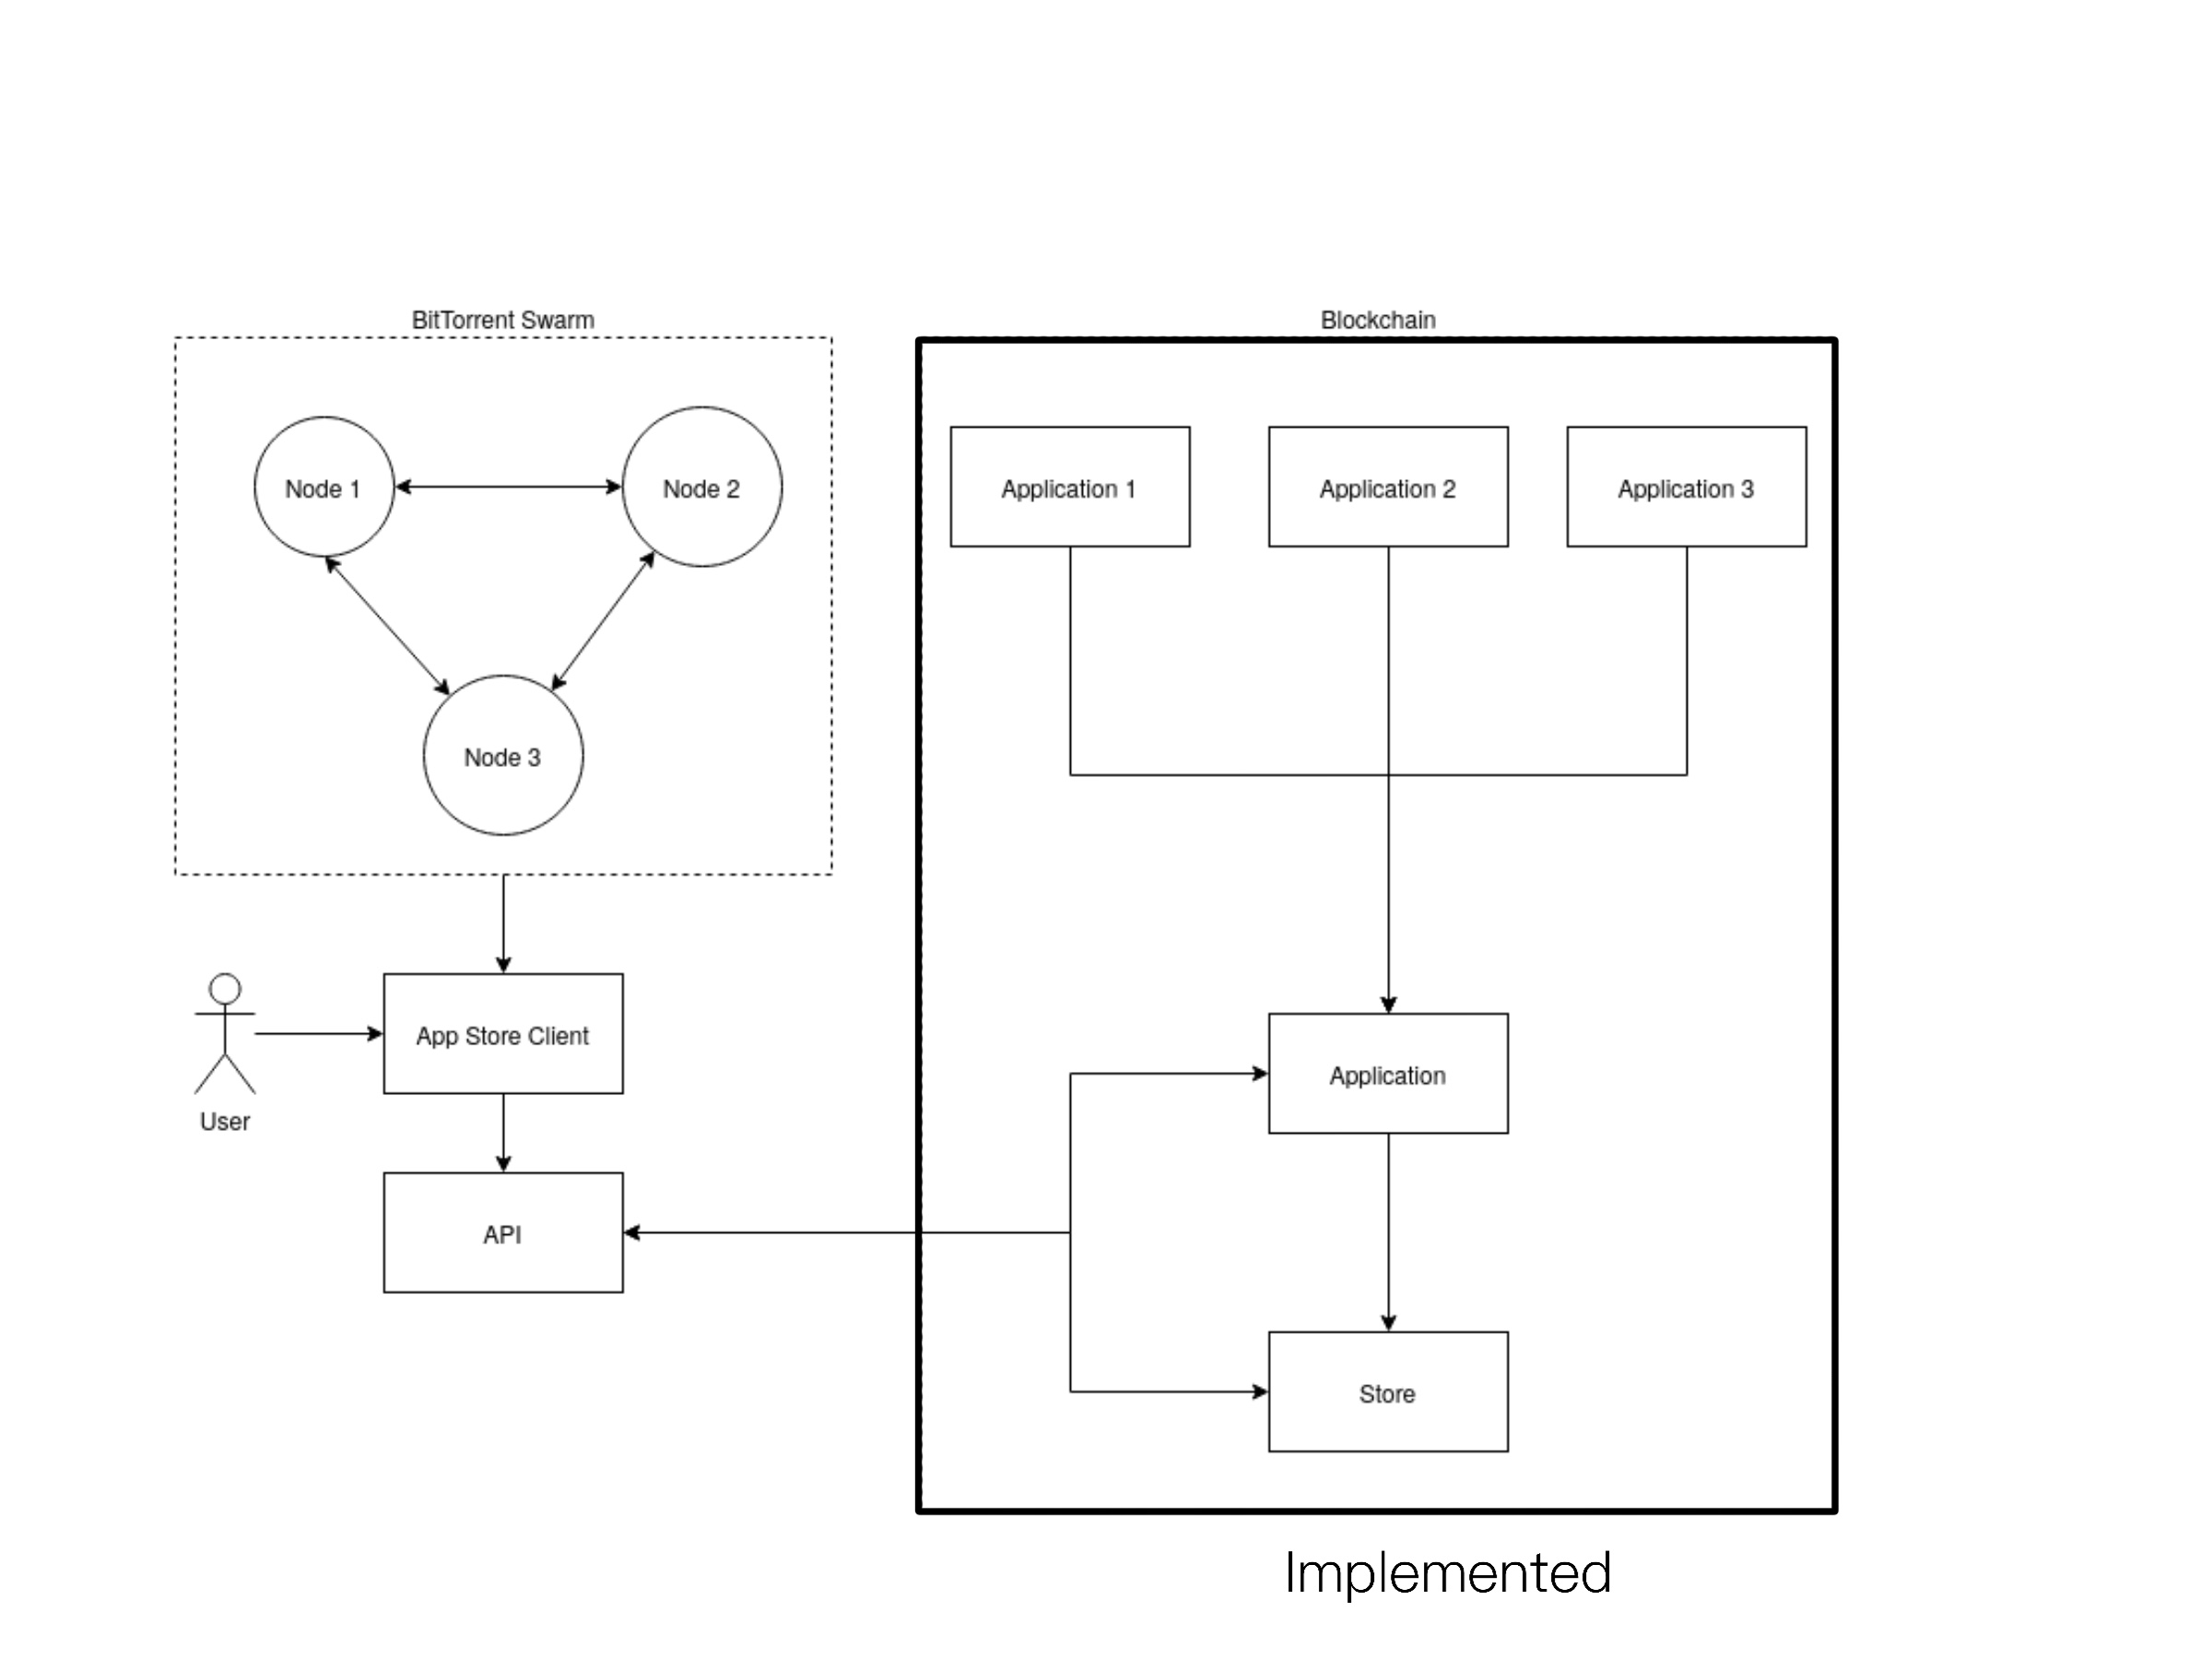 BitTorrent Swarm
Node 1
Node 2
Node 3
User
App Store Client
API
Blockchain
Application 1
Application 2
Application 3
Application
Store
Implemented